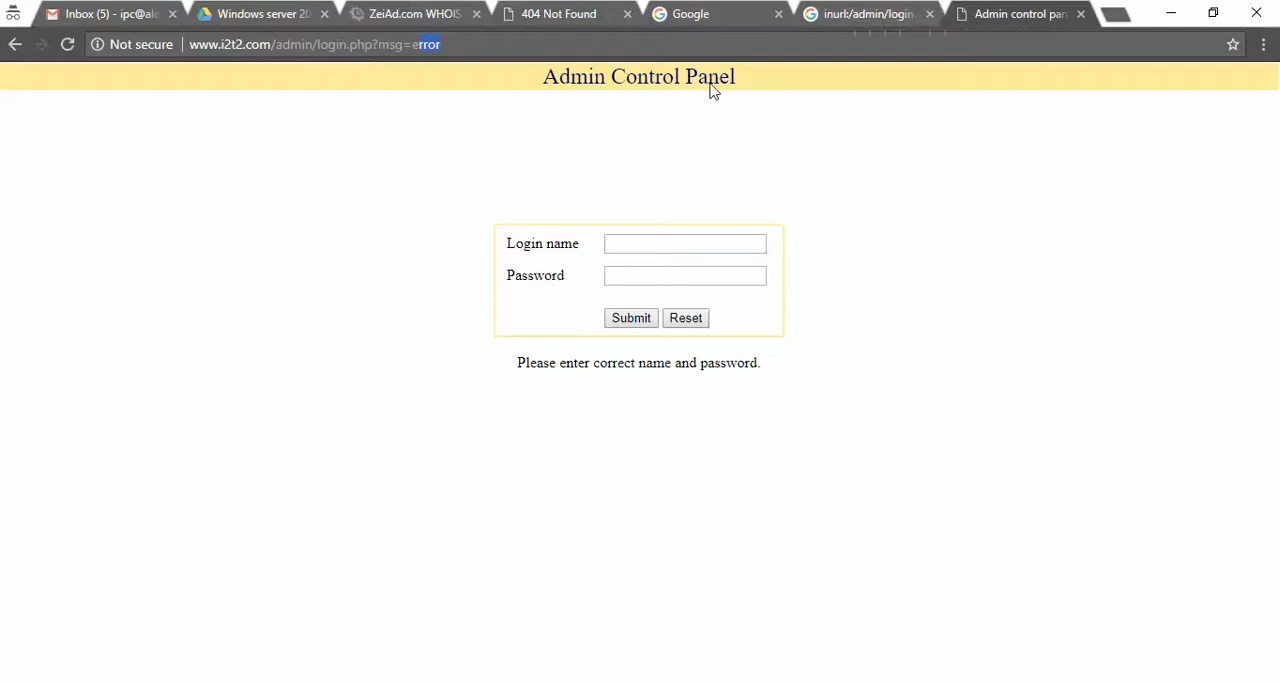 Inbox (5) - ipc@ale
Windows server 20
ZeiAd.com WHOIS
404 Not Found
Google
inurl:/admin/login.
Admin control pan
Not secure
www.i2t2.com/admin/login.php?msg=error
Admin Control Panel
Login name
Password
Submit Reset
Please enter correct name and password.